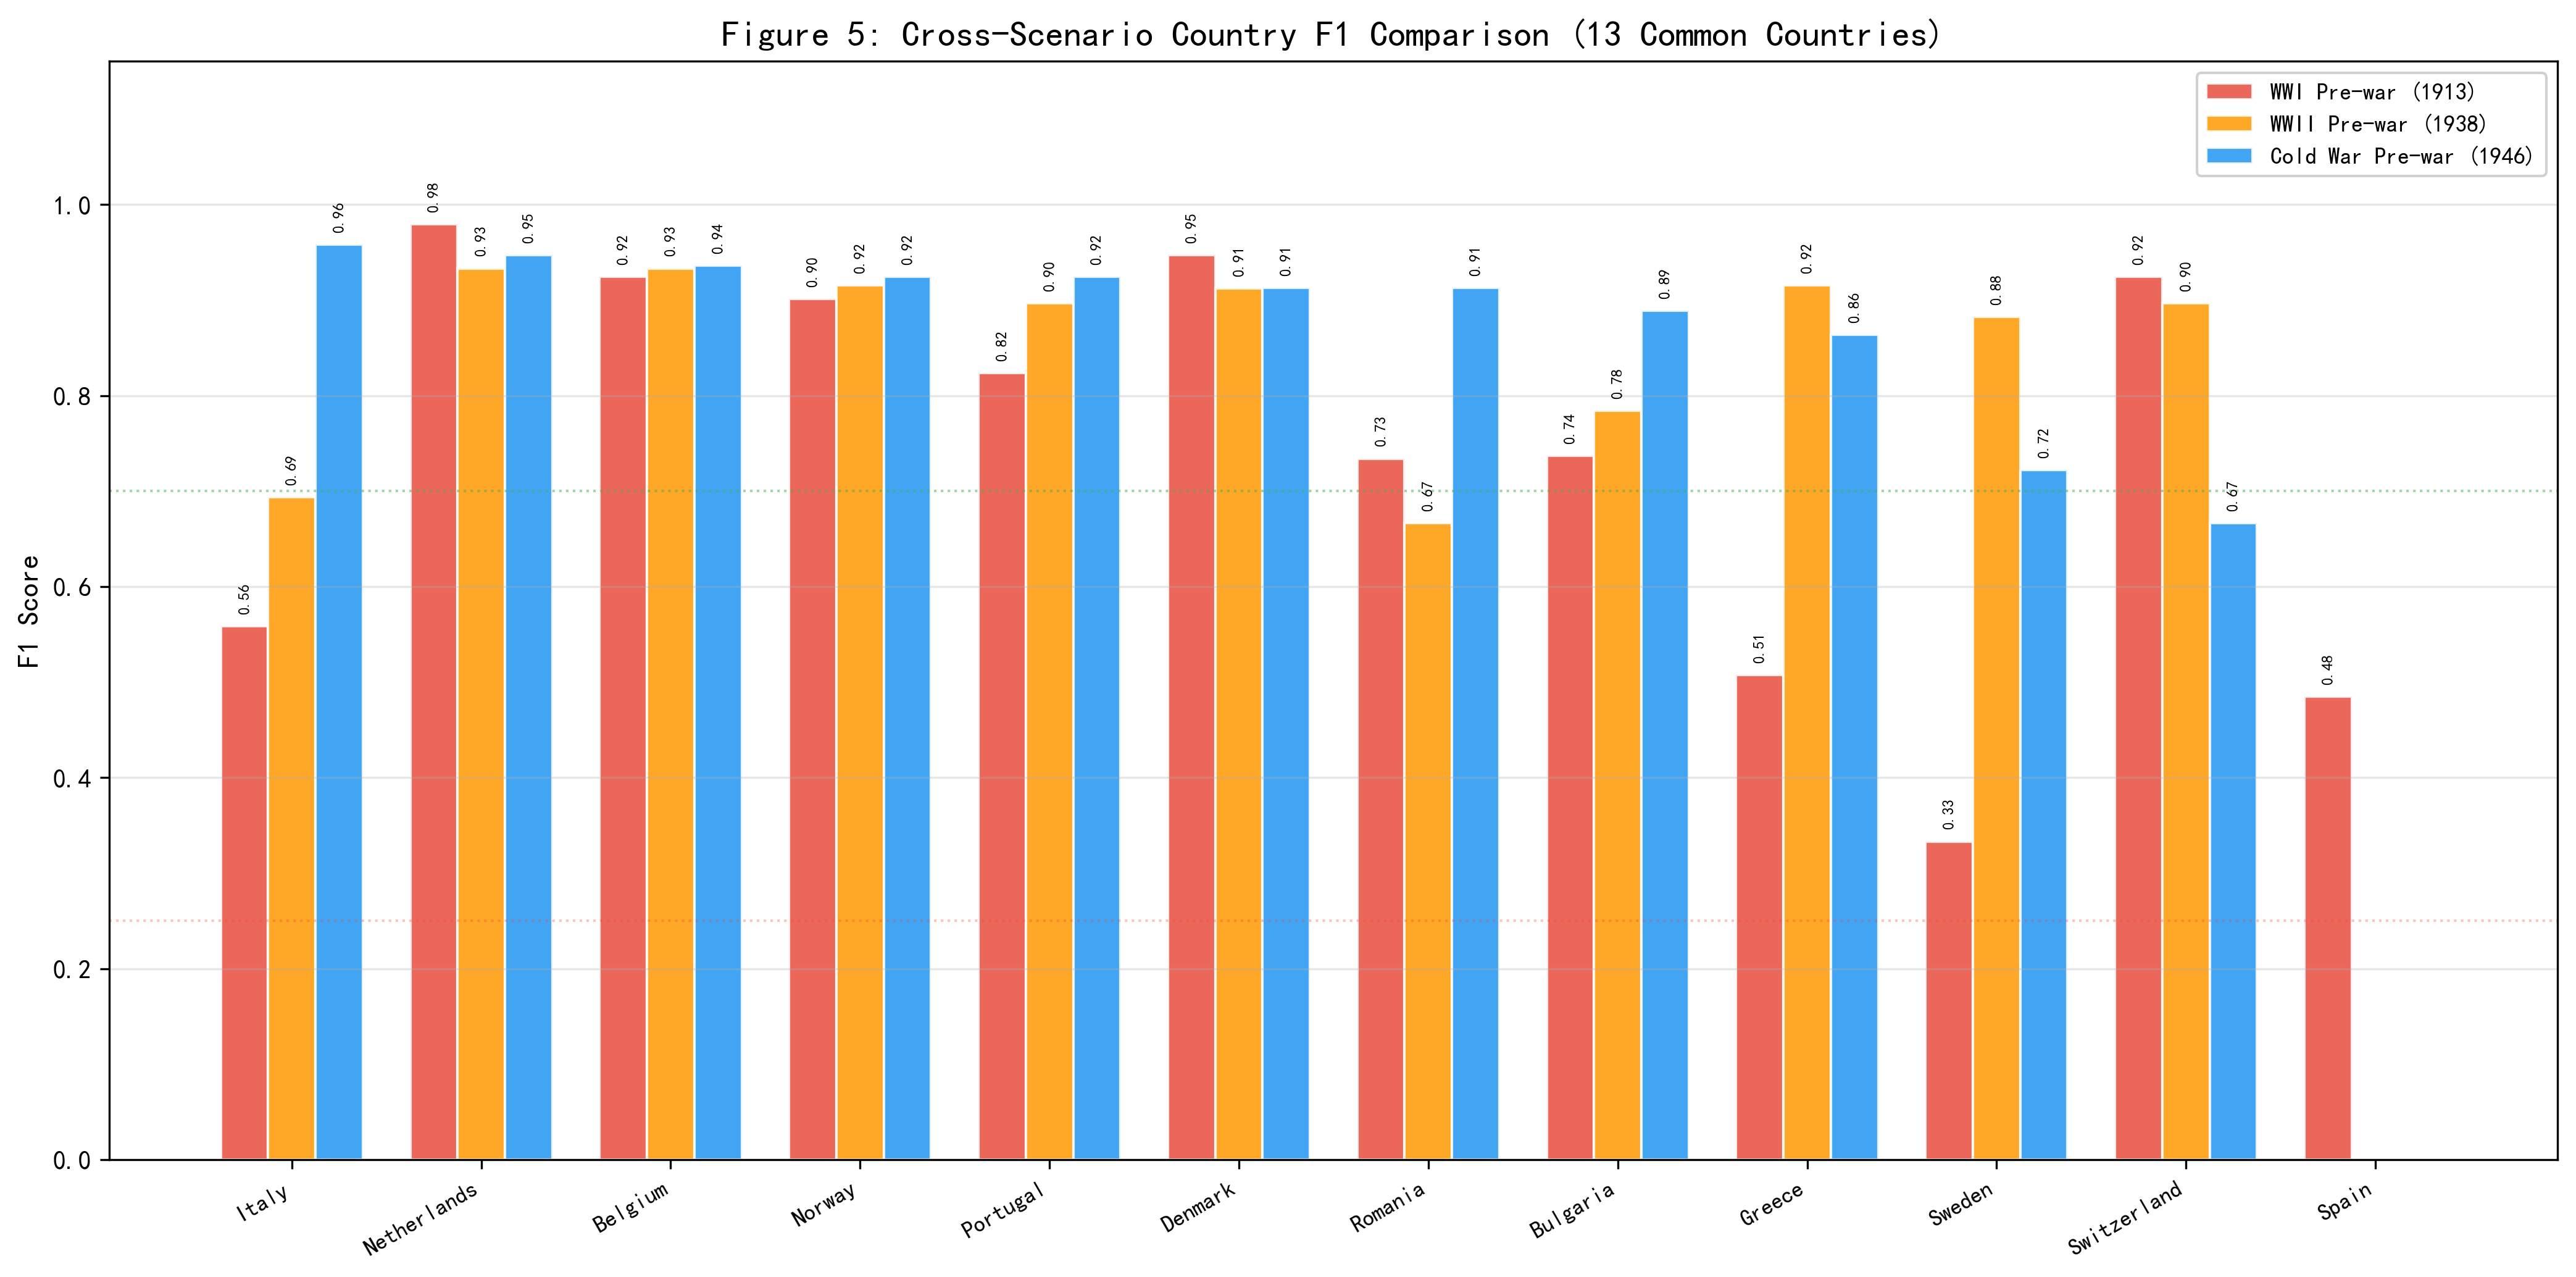 Figure 5: Cross-Scenario Country F1 Comparison (13 Common Countries)
WWI Pre-war (1913)
WWII Pre-war (1938)
Cold War Pre-war (1946)
F1 Score
1.0
0.8
0.6
0.4
0.2
0.0
0.56
0.69
0.96
0.98
0.93
0.95
0.92
0.93
0.94
0.90
0.92
0.92
0.82
0.90
0.92
0.95
0.91
0.91
0.73
0.67
0.91
0.74
0.78
0.89
0.51
0.92
0.86
0.33
0.88
0.72
0.92
0.90
0.67
0.48
Italy
Netherlands
Belgium
Norway
Portugal
Denmark
Romania
Bulgaria
Greece
Sweden
Switzerland
Spain